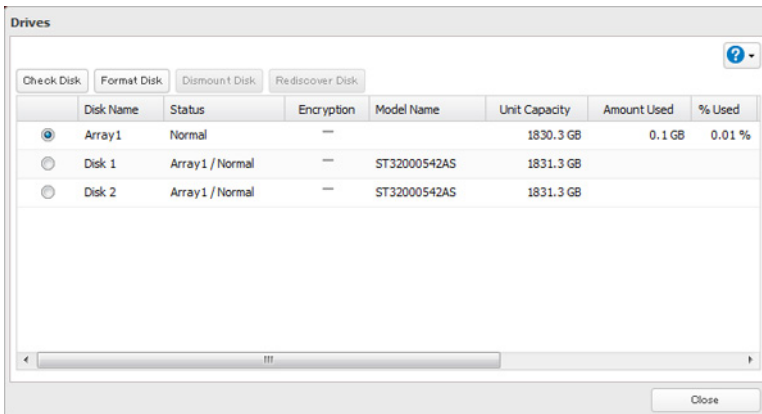 Drives
?
Check Disk Format Disk Dismount Disk Rediscover Disk
Disk Name Status Encryption Model Name Unit Capacity Amount Used % Used
Array1 Normal — 1830.3 GB 0.1 GB 0.01 %
Disk 1 Array1 / Normal — ST32000542AS 1831.3 GB
Disk 2 Array1 / Normal — ST32000542AS 1831.3 GB
Close